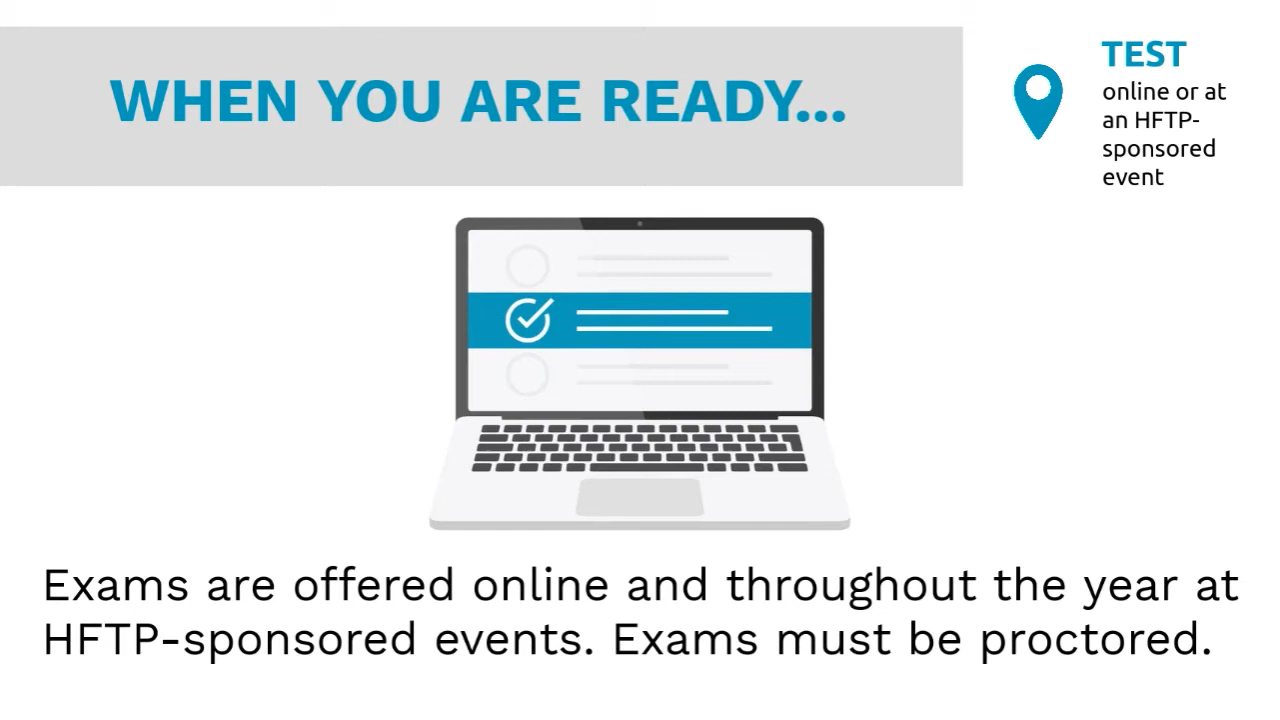 WHEN YOU ARE READY...
TEST
online or at
an HFTP-
sponsored
event
Exams are offered online and throughout the year at
HFTP-sponsored events. Exams must be proctored.